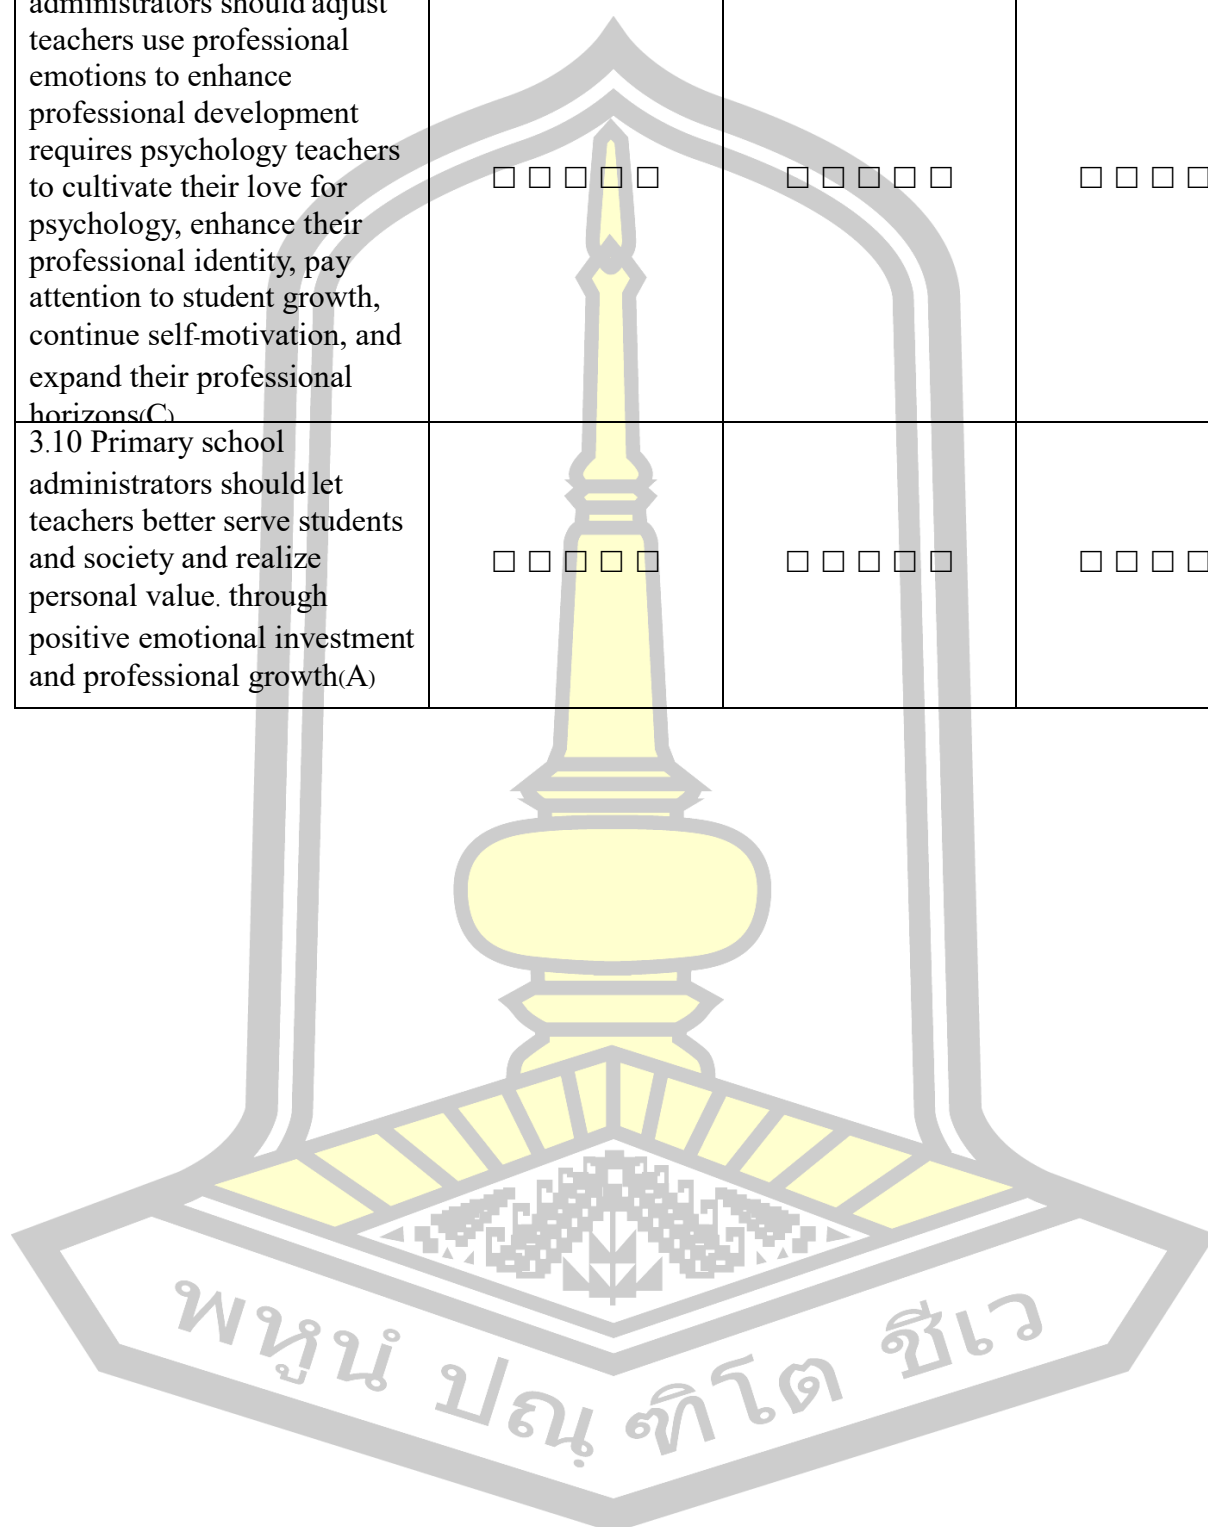 administrators should adjust
teachers use professional
emotions to enhance
professional development
requires psychology teachers
to cultivate their love for
psychology, enhance their
professional identity, pay
attention to student growth,
continue self-motivation, and
expand their professional
horizons(C)
□ □ □ □ □ □ □ □ □ □ □ □ □ □
3.10 Primary school
administrators should let
teachers better serve students
and society and realize
personal value. through
positive emotional investment
and professional growth(A)
□ □ □ □ □ □ □ □ □ □ □ □ □ □
พหูนํ ปณฺฑิโต ชีเว